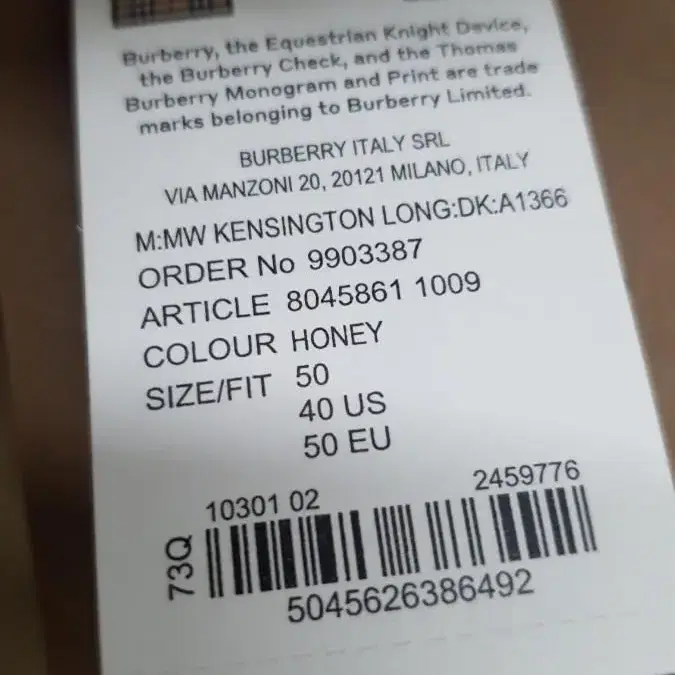 Burberry, the Equestrian Knight Device,
the Burberry Check, and the Thomas
Burberry Monogram and Print are trade
marks belonging to Burberry Limited.
BURBERRY ITALY SRL
VIA MANZONI 20, 20121 MILANO, ITALY
M:MW KENSINGTON LONG:DK:A1366
ORDER No 9903387
ARTICLE 8045861 1009
COLOUR HONEY
SIZE/FIT 50
40 US
50 EU
10301 02 2459776
73Q
5045626386492